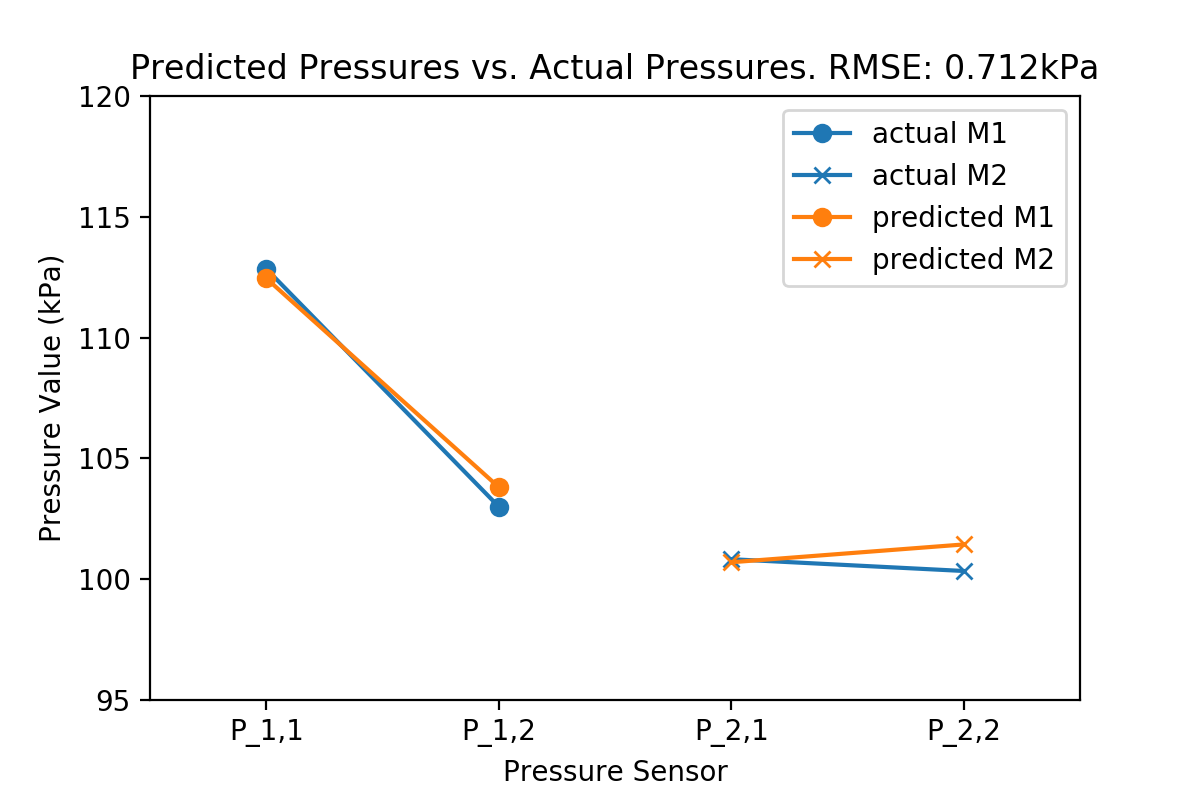 Predicted Pressures vs. Actual Pressures. RMSE: 0.712kPa
120
115
110
105
100
95
Pressure Value (kPa)
actual M1
actual M2
predicted M1
predicted M2
P_1,1
P_1,2
P_2,1
P_2,2
Pressure Sensor